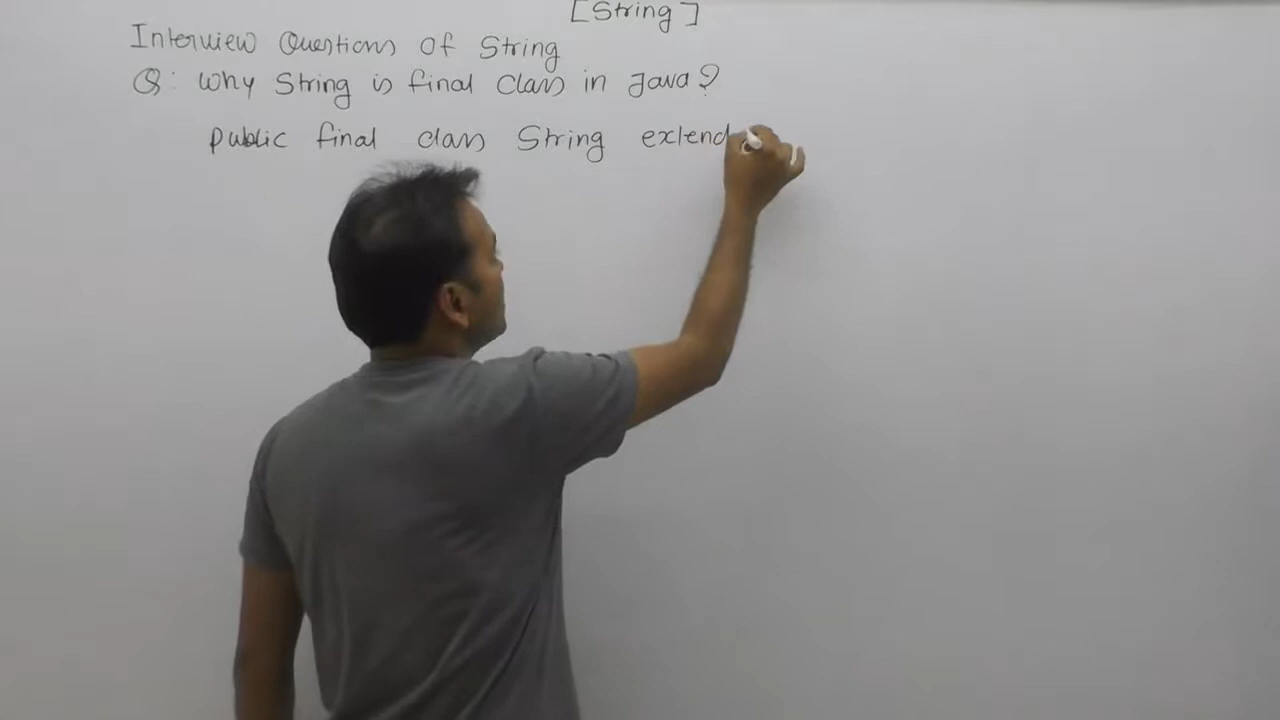 [String]
Interview Questions of String
Q: Why String is final Class in Java?
public final class String extend